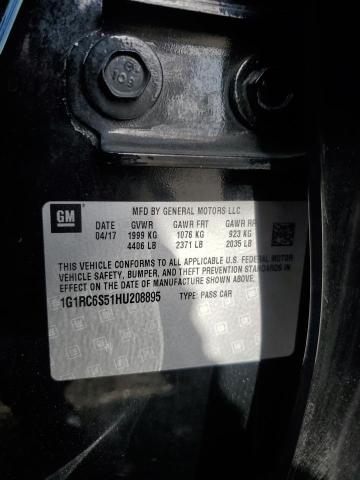 109
GM
MFD BY GENERAL MOTORS LLC
DATE GVWR GAWR FRT GAWR RR
04/17 1999 KG 1076 KG 923 KG
4406 LB 2371 LB 2035 LB
THIS VEHICLE CONFORMS TO ALL APPLICABLE U.S. FEDERAL MOTOR
VEHICLE SAFETY, BUMPER, AND THEFT PREVENTION STANDARDS IN
EFFECT ON THE DATE OF MANUFACTURE SHOWN ABOVE.
1G1RC6S51HU208895 TYPE: PASS CAR